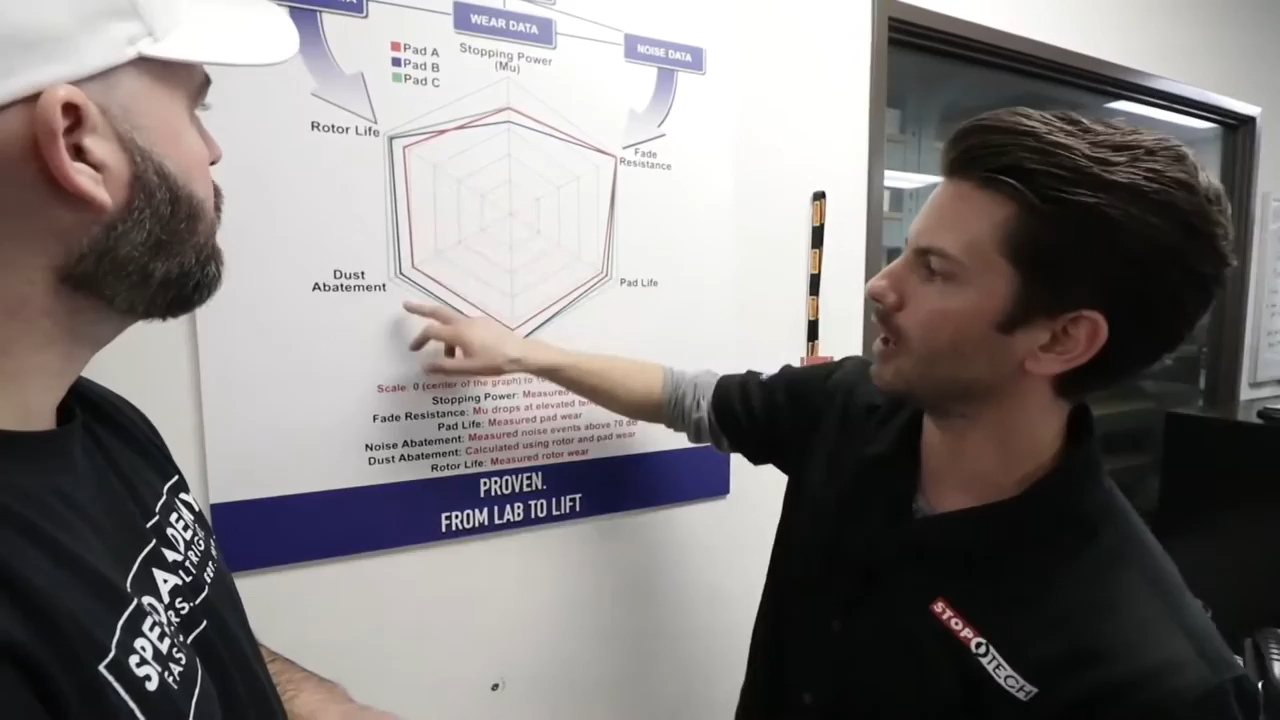 WEAR DATA
NOISE DATA
Pad A
Pad B
Pad C
Stopping Power
(Mu)
Rotor Life
Fade
Resistance
Dust
Abatement
Pad Life
Scale: 0 (center of the graph) to
Stopping Power: Measured
Fade Resistance: Mu drops at elevated
Pad Life: Measured pad wear
Noise Abatement: Measured noise events above 70
Dust Abatement: Calculated using rotor and pad wear
Rotor Life: Measured rotor wear
PROVEN.
FROM LAB TO LIFT
SPEED ACADEMY
STOPTECH